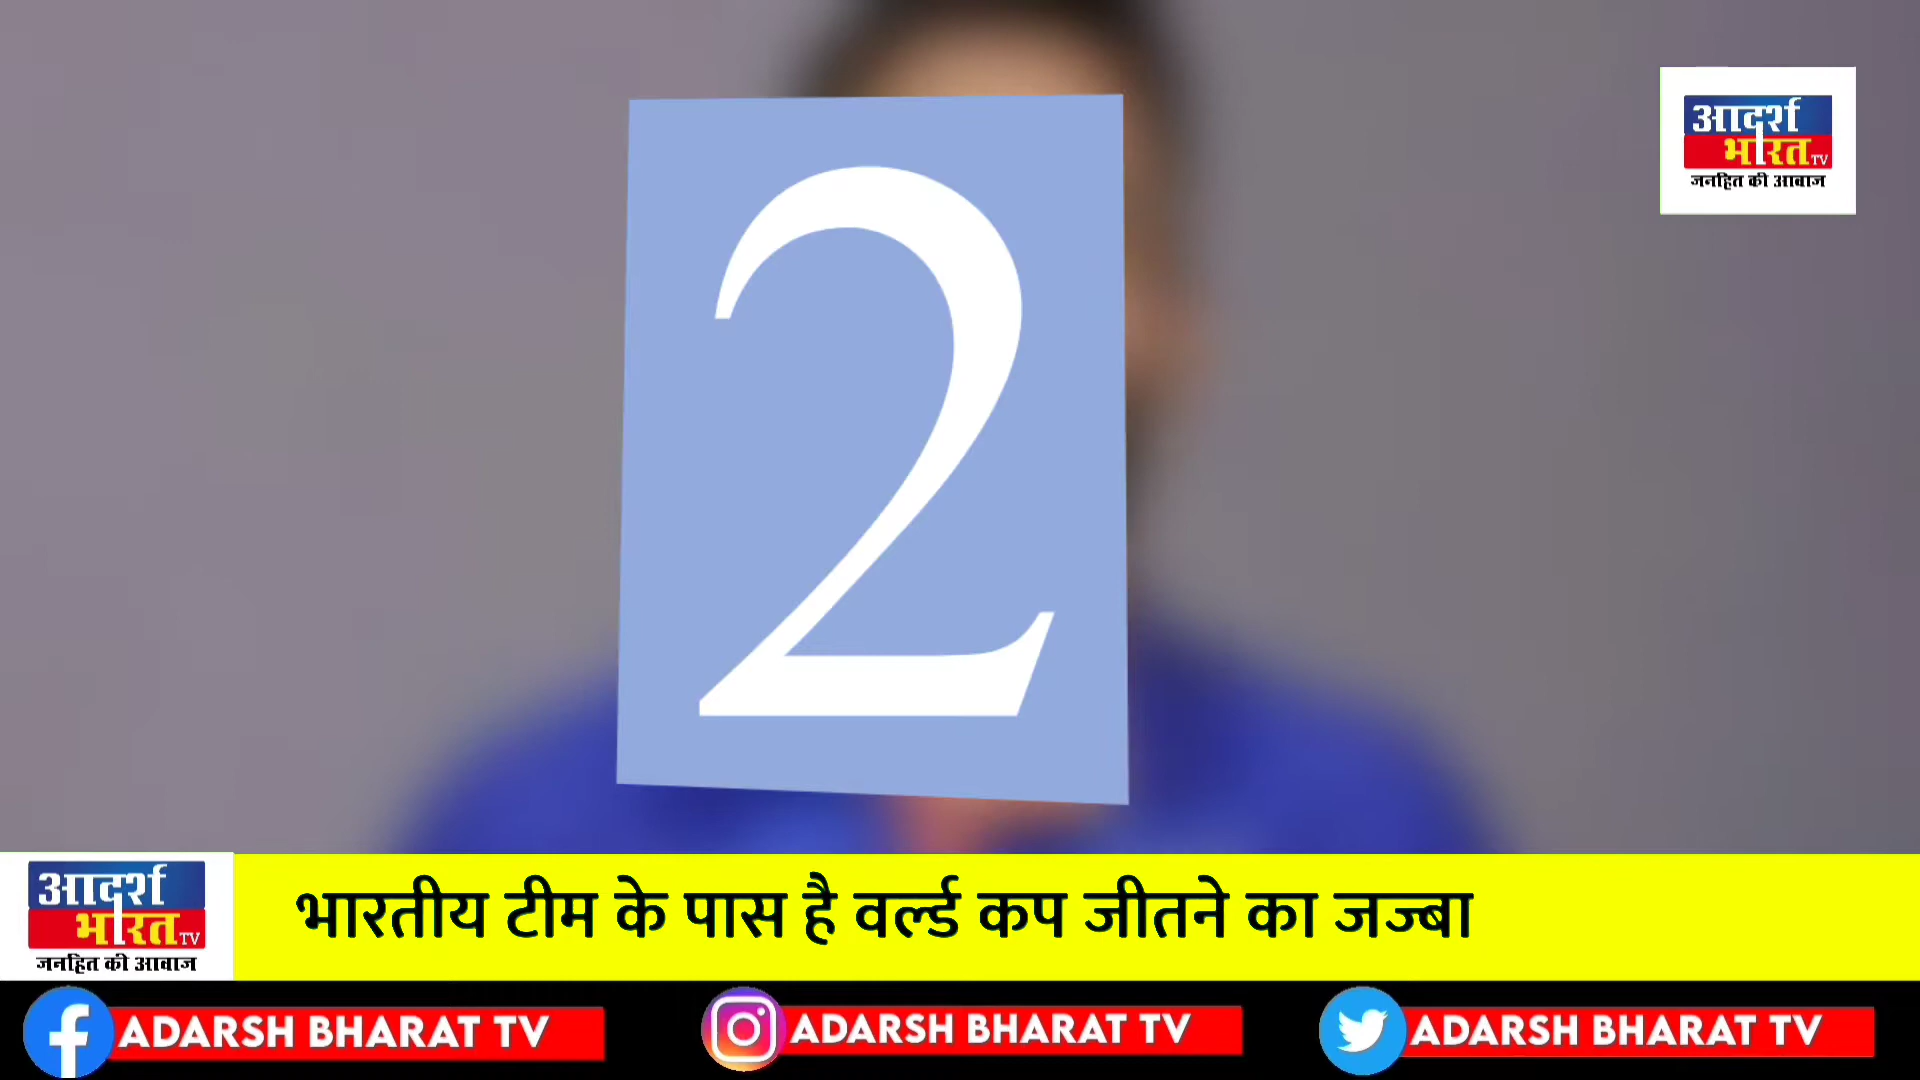 आदर्श
भारत TV
जनहित की आवाज
2
आदर्श
भारत TV
जनहित की आवाज
भारतीय टीम के पास है वर्ल्ड कप जीतने का जज्बा
ADARSH BHARAT TV
ADARSH BHARAT TV
ADARSH BHARAT TV